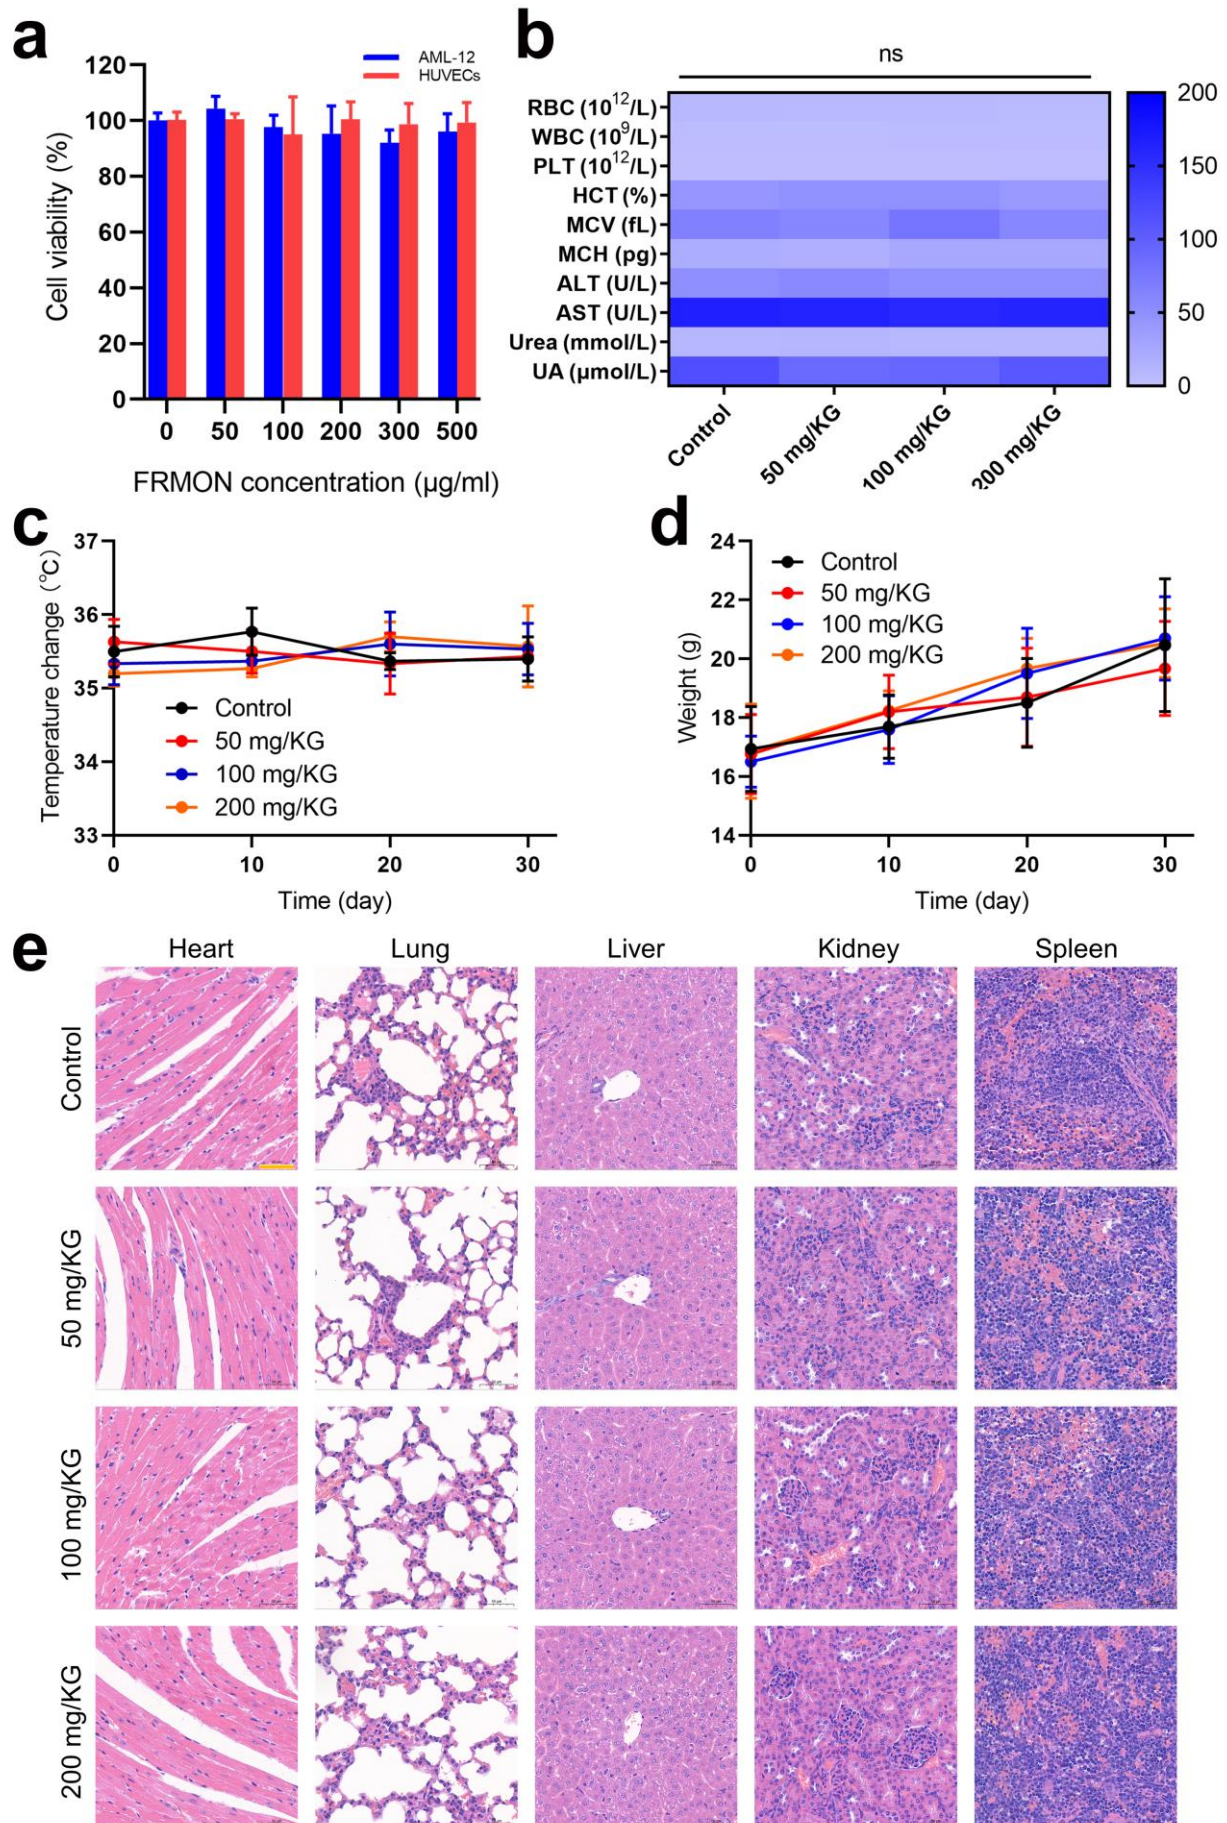 a
AML-12
HUVECs
120
100
80
60
40
20
0
Cell viability (%)
0 50 100 200 300 500
FRMON concentration (µg/ml)
b
ns
RBC (10¹²/L)
WBC (10⁹/L)
PLT (10¹²/L)
HCT (%)
MCV (fL)
MCH (pg)
ALT (U/L)
AST (U/L)
Urea (mmol/L)
UA (µmol/L)
Control
50 mg/KG
100 mg/KG
200 mg/KG
200
150
100
50
0
c
37
36
35
34
33
Temperature change (°C)
Control
50 mg/KG
100 mg/KG
200 mg/KG
0 10 20 30
Time (day)
d
24
22
20
18
16
14
Weight (g)
Control
50 mg/KG
100 mg/KG
200 mg/KG
0 10 20 30
Time (day)
e
Heart Lung Liver Kidney Spleen
Control
50 mg/KG
100 mg/KG
200 mg/KG